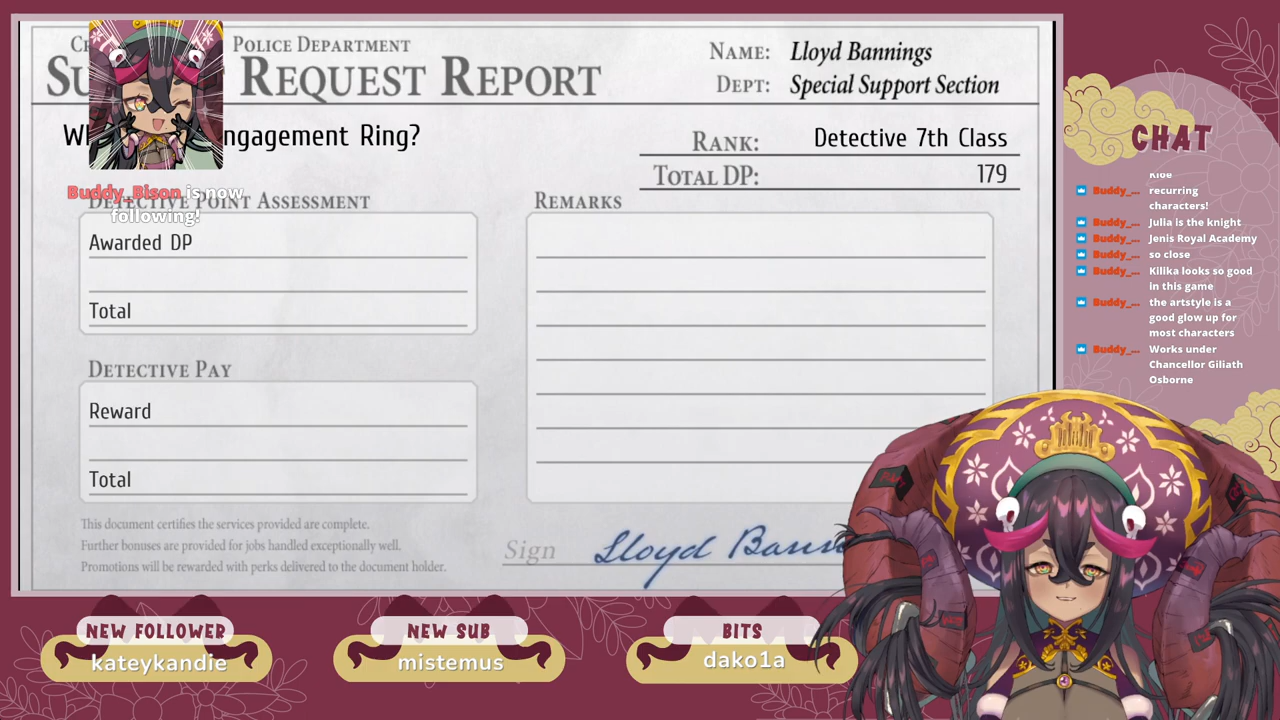 POLICE DEPARTMENT
REQUEST REPORT
NAME: Lloyd Bannings
DEPT: Special Support Section
ngagement Ring?
RANK: Detective 7th Class
TOTAL DP: 179
Buddy_Bison is now
following!
DETECTIVE POINT ASSESSMENT
Awarded DP
Total
DETECTIVE PAY
Reward
Total
REMARKS
This document certifies the services provided are complete.
Further bonuses are provided for jobs handled exceptionally well.
Promotions will be rewarded with perks delivered to the document holder.
Sign Lloyd Bann
CHAT
Buddy_... recurring
characters!
Buddy_... Julia is the knight
Buddy_... Jenis Royal Academy
Buddy_... so close
Buddy_... Kilika looks so good
in this game
Buddy_... the artstyle is a
good glow up for
most characters
Buddy_... Works under
Chancellor Giliath
Osborne
NEW FOLLOWER
kateykandie
NEW SUB
mistemus
BITS
dako1a